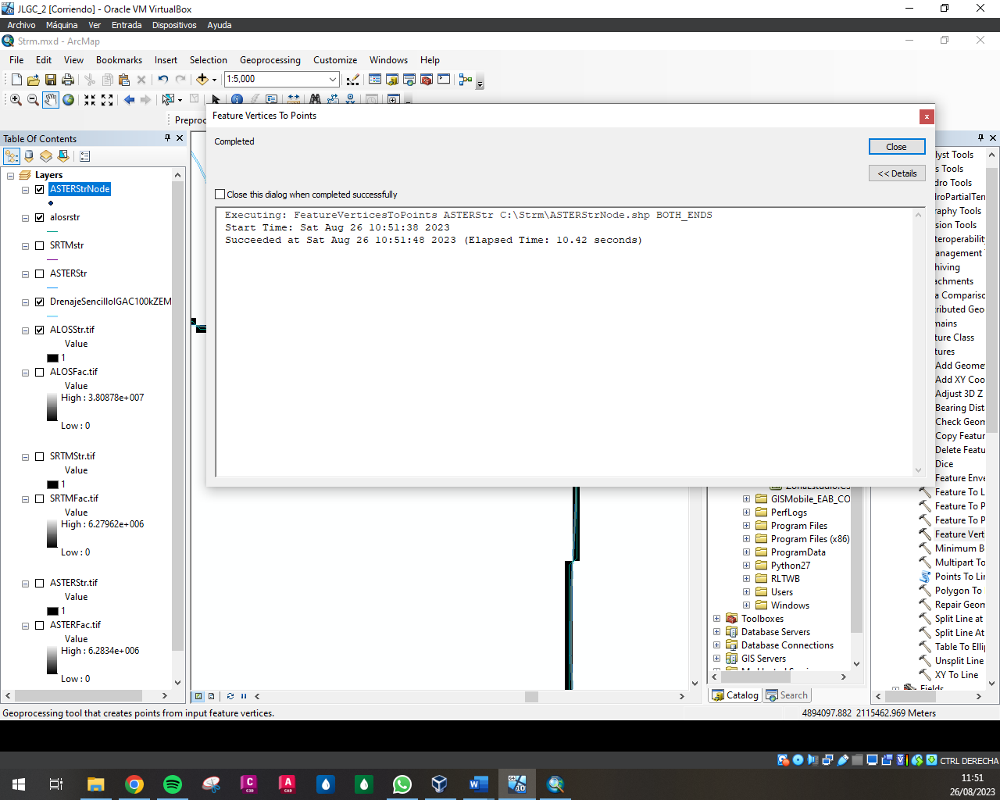 JLGC_2 [Corriendo] - Oracle VM VirtualBox
Archivo Máquina Ver Entrada Dispositivos Ayuda
Strm.mxd - ArcMap
File Edit View Bookmarks Insert Selection Geoprocessing Customize Windows Help
1:5,000
Preproc
Feature Vertices To Points
Completed
Close
<< Details
Close this dialog when completed successfully
Executing: FeatureVerticesToPoints ASTERStr C:\Strm\ASTERStrNode.shp BOTH_ENDS
Start Time: Sat Aug 26 10:51:38 2023
Succeeded at Sat Aug 26 10:51:48 2023 (Elapsed Time: 10.42 seconds)
Table Of Contents
Layers
ASTERStrNode
alosrstr
SRTMstr
ASTERStr
DrenajeSencilloIGAC100kZEM
ALOSStr.tif
Value
1
ALOSFac.tif
Value
High : 3.80878e+007
Low : 0
SRTMStr.tif
Value
1
SRTMFac.tif
Value
High : 6.27962e+006
Low : 0
ASTERStr.tif
Value
1
ASTERFac.tif
Value
High : 6.2834e+006
Low : 0
GISMobile_EAB_CO
PerfLogs
Program Files
Program Files (x86)
ProgramData
Python27
RLTWB
Users
Windows
Toolboxes
Database Servers
Database Connections
GIS Servers
Catalog Search
lyst Tools
s Tools
dro Tools
roPartialTerr
raphy Tools
sion Tools
teroperability
anagement
hiving
achments
a Compariso
ributed Geo
mains
ture Class
tures
Add Geome
Add XY Coo
Adjust 3D Z
Bearing Dist
Check Geom
Copy Featur
Delete Featu
Dice
Feature Enve
Feature To L
Feature To P
Feature To P
Feature Vert
Minimum B
Multipart To
Points To Lin
Polygon To
Repair Geom
Split Line at
Split Line At
Table To Elli
Unsplit Line
XY To Line
Fields
Geoprocessing tool that creates points from input feature vertices.
4894097.882 2115462.969 Meters
CTRL DERECHA
11:51
26/08/2023